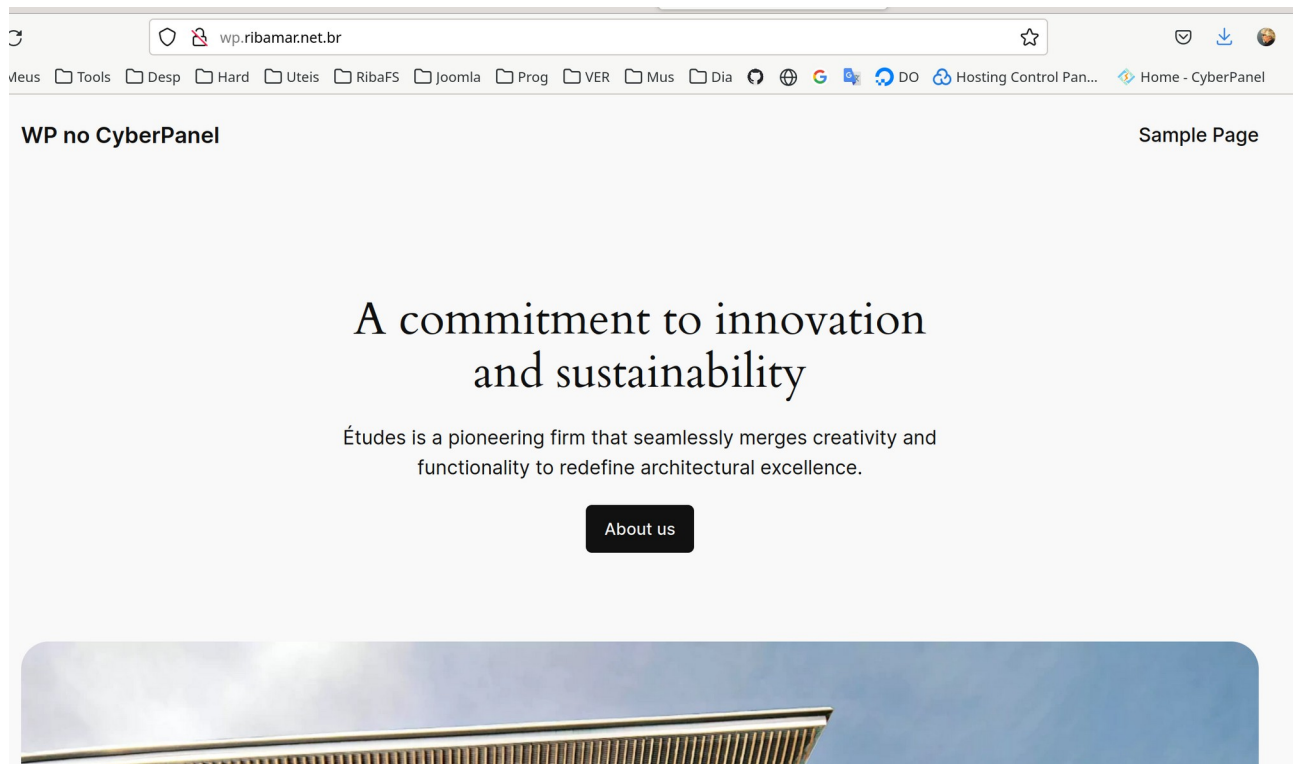 wp.ribamar.net.br
Meus Tools Desp Hard Uteis RibaFS Joomla Prog VER Mus Dia DO Hosting Control Pan... Home - CyberPanel
WP no CyberPanel Sample Page
A commitment to innovation
and sustainability
Études is a pioneering firm that seamlessly merges creativity and
functionality to redefine architectural excellence.
About us